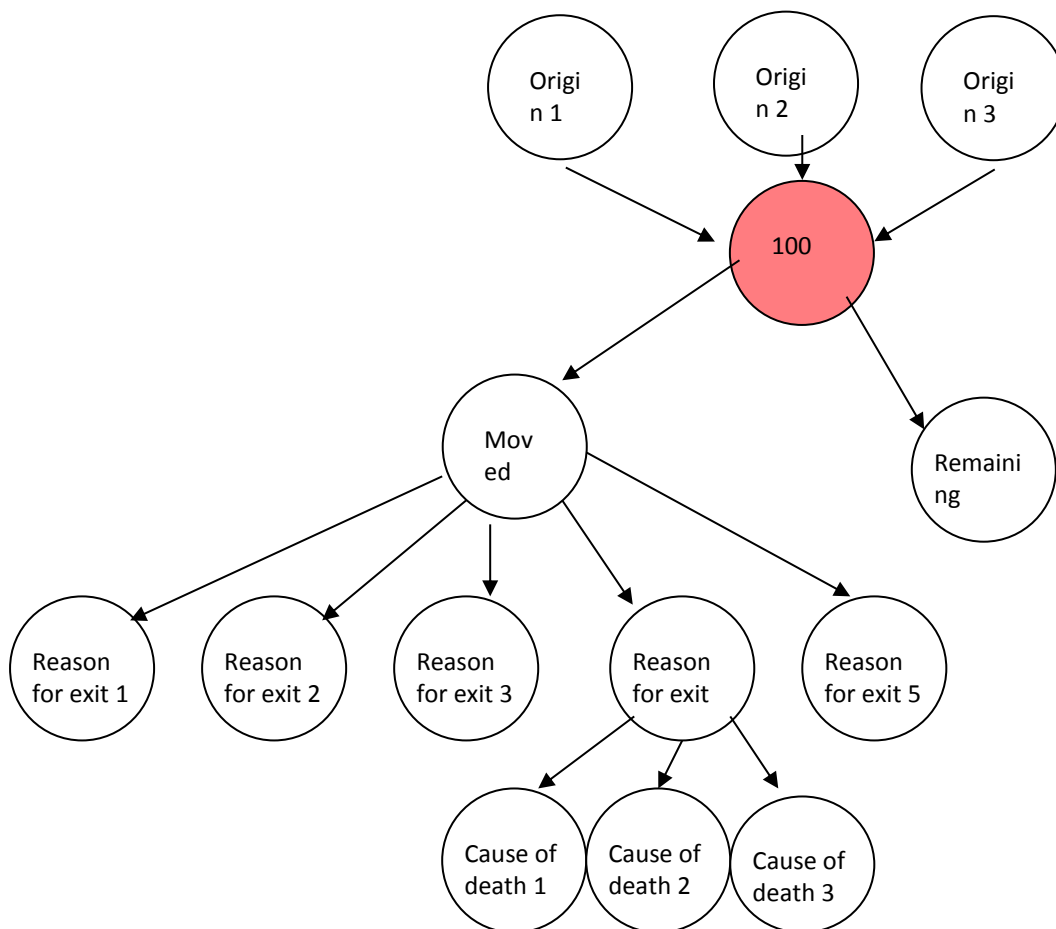 Origi
n 1
Origi
n 2
Origi
n 3
100
Mov
ed
Remaini
ng
Reason
for exit 1
Reason
for exit 2
Reason
for exit 3
Reason
for exit
Reason
for exit 5
Cause of
death 1
Cause of
death 2
Cause of
death 3